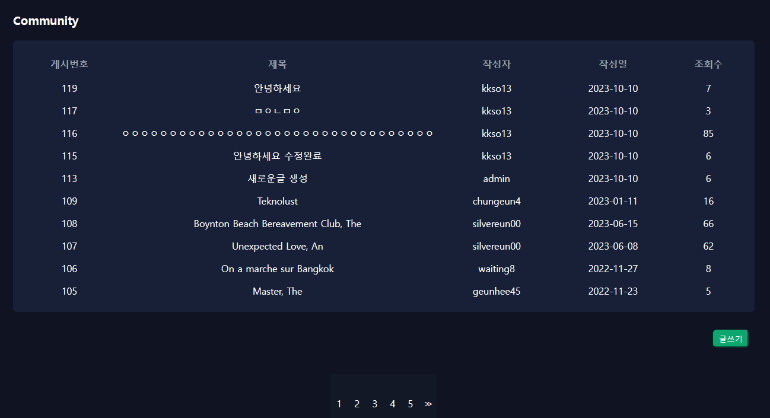 Community
게시번호 제목 작성자 작성일 조회수
119 안녕하세요 kkso13 2023-10-10 7
117 ㅁㅇㄴㅁㅇ kkso13 2023-10-10 3
116 ㅇㅇㅇㅇㅇㅇㅇㅇㅇㅇㅇㅇㅇㅇㅇㅇㅇㅇㅇㅇㅇㅇㅇㅇㅇㅇㅇㅇㅇㅇㅇㅇㅇ kkso13 2023-10-10 85
115 안녕하세요 수정완료 kkso13 2023-10-10 6
113 새로운글 생성 admin 2023-10-10 6
109 Teknolust chungeun4 2023-01-11 16
108 Boynton Beach Bereavement Club, The silvereun00 2023-06-15 66
107 Unexpected Love, An silvereun00 2023-06-08 62
106 On a marche sur Bangkok waiting8 2022-11-27 8
105 Master, The geunhee45 2022-11-23 5
글쓰기
1 2 3 4 5 »